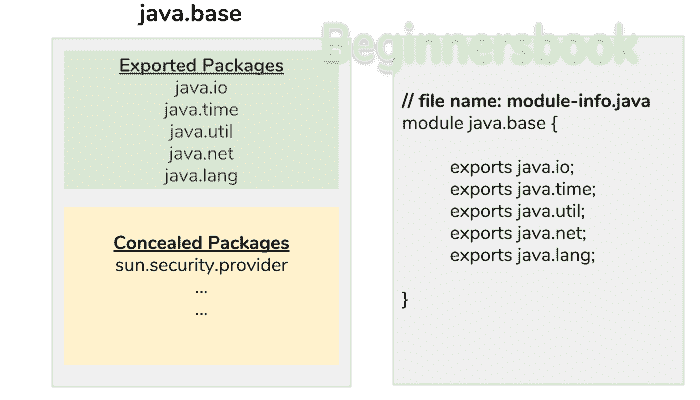 java.base
Beginnersbook
Exported Packages
java.io
java.time
java.util
java.net
java.lang
Concealed Packages
sun.security.provider
...
...
// file name: module-info.java
module java.base {
exports java.io;
exports java.time;
exports java.util;
exports java.net;
exports java.lang;
}